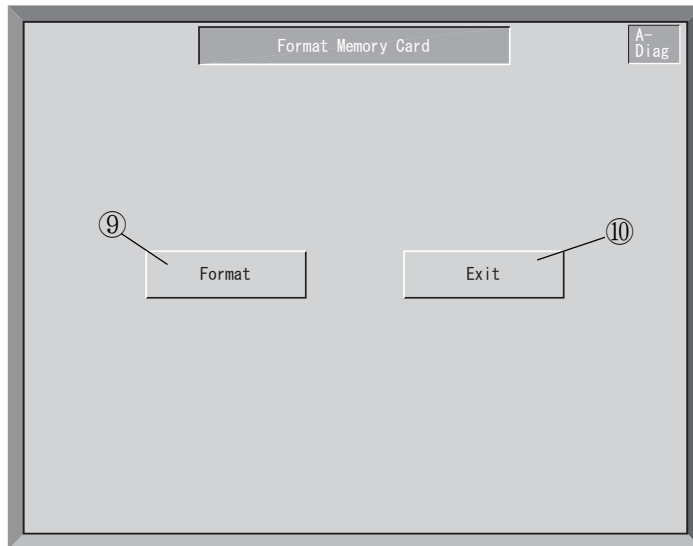 Format Memory Card
A-
Diag
⑨
⑩
Format
Exit